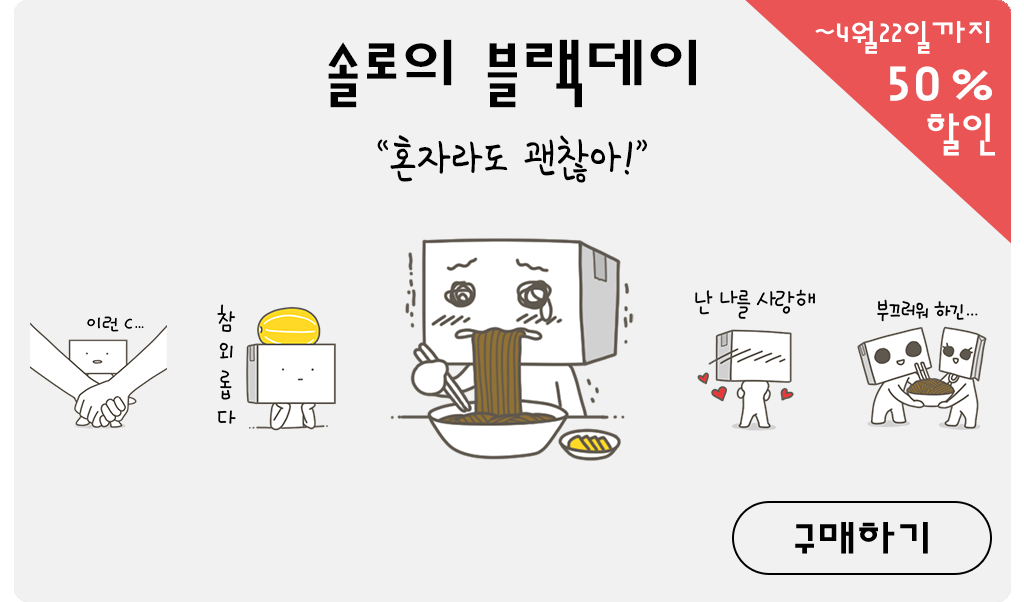 솔로의 블랙데이
~4월22일까지
50%
할인
“혼자라도 괜찮아!”
이런 C...
참
외
롭
다
난 나를 사랑해
부끄러워 하긴...
구매하기